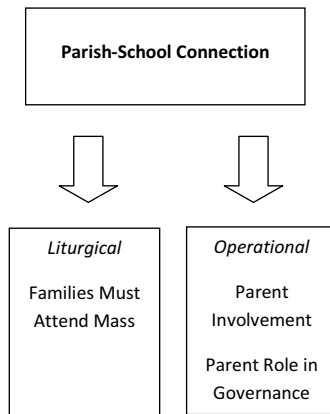 Parish-School Connection
Liturgical
Families Must
Attend Mass
Operational
Parent
Involvement
Parent Role in
Governance